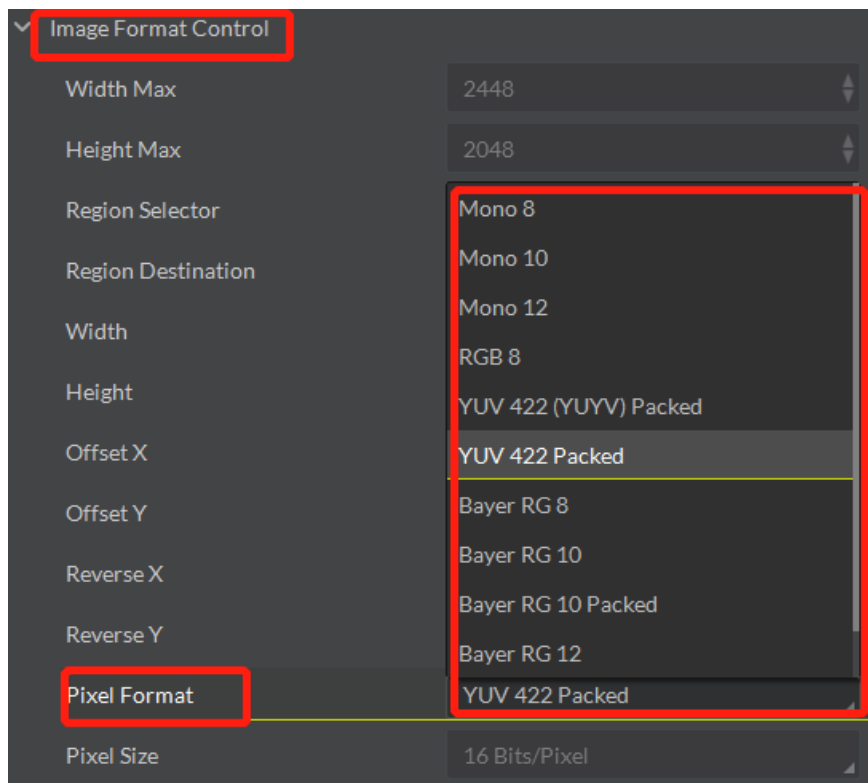 Image Format Control
Width Max 2448
Height Max 2048
Region Selector Mono 8
Mono 10
Region Destination
Mono 12
Width
RGB 8
Height
YUV 422 (YUYV) Packed
Offset X YUV 422 Packed
Offset Y Bayer RG 8
Bayer RG 10
Reverse X
Bayer RG 10 Packed
Reverse Y
Bayer RG 12
Pixel Format YUV 422 Packed
Pixel Size 16 Bits/Pixel